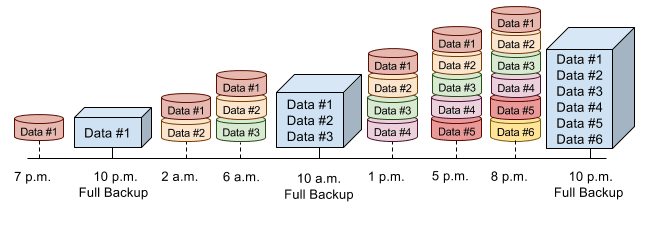 Data #1
Data #1
Data #1
Data #2
Data #1
Data #2
Data #3
Data #1
Data #2
Data #3
Data #1
Data #2
Data #3
Data #4
Data #1
Data #2
Data #3
Data #4
Data #5
Data #1
Data #2
Data #3
Data #4
Data #5
Data #6
Data #1
Data #2
Data #3
Data #4
Data #5
Data #6
7 p.m.
10 p.m.
Full Backup
2 a.m.
6 a.m.
10 a.m.
Full Backup
1 p.m.
5 p.m.
8 p.m.
10 p.m.
Full Backup